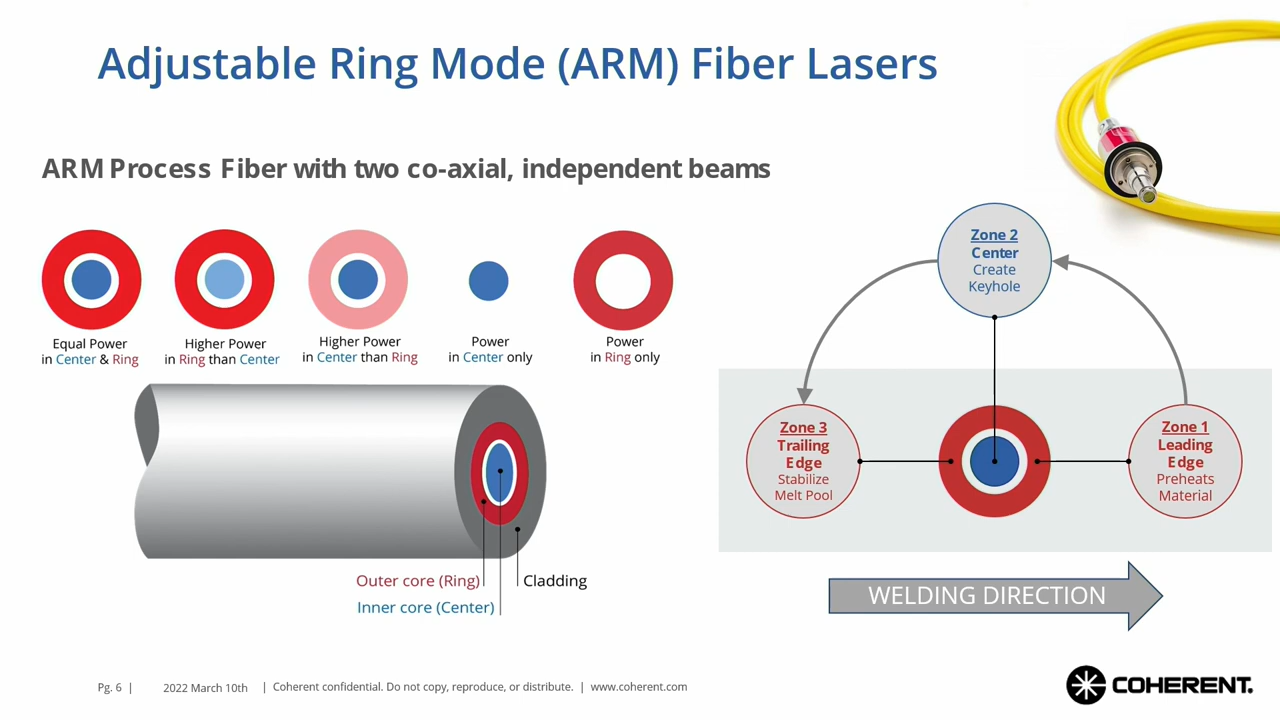 Adjustable Ring Mode (ARM) Fiber Lasers
ARM Process Fiber with two co-axial, independent beams
Equal Power
in Center & Ring
Higher Power
in Ring than Center
Higher Power
in Center than Ring
Power
in Center only
Power
in Ring only
Outer core (Ring)
Inner core (Center)
Cladding
Zone 2
Center
Create
Keyhole
Zone 3
Trailing
Edge
Stabilize
Melt Pool
Zone 1
Leading
Edge
Preheats
Material
WELDING DIRECTION
Pg. 6 | 2022 March 10th | Coherent confidential. Do not copy, reproduce, or distribute. | www.coherent.com
COHERENT.